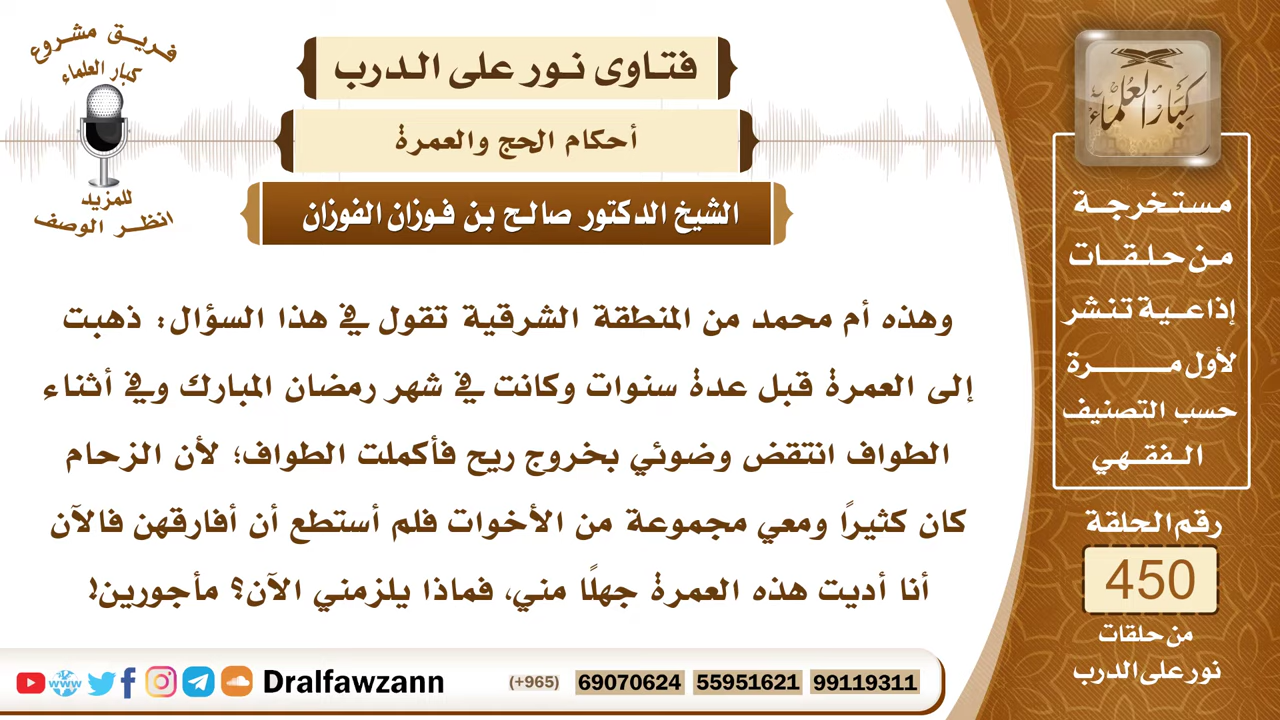 فريق مشروع
كبار العلماء
للمزيد
انظر الوصف
فتاوى نور على الدرب
أحكام الحج والعمرة
الشيخ الدكتور صالح بن فوزان الفوزان
وهذه أم محمد من المنطقة الشرقية تقول في هذا السؤال: ذهبت
إلى العمرة قبل عدة سنوات وكانت في شهر رمضان المبارك وفي أثناء
الطواف انتقض وضوئي بخروج ريح فأكملت الطواف؛ لأن الزحام
كان كثيرًا ومعي مجموعة من الأخوات فلم أستطع أن أفارقهن فالآن
أنا أديت هذه العمرة جهلًا مني، فماذا يلزمني الآن؟ مأجورين!
كبار العلماء
مستخرجة
من حلقات
إذاعية تنشر
لأول مرة
حسب التصنيف
الفقهي
رقم الحلقة
450
من حلقات
نور على الدرب
www Dralfawzann (+965) 69070624 55951621 99119311